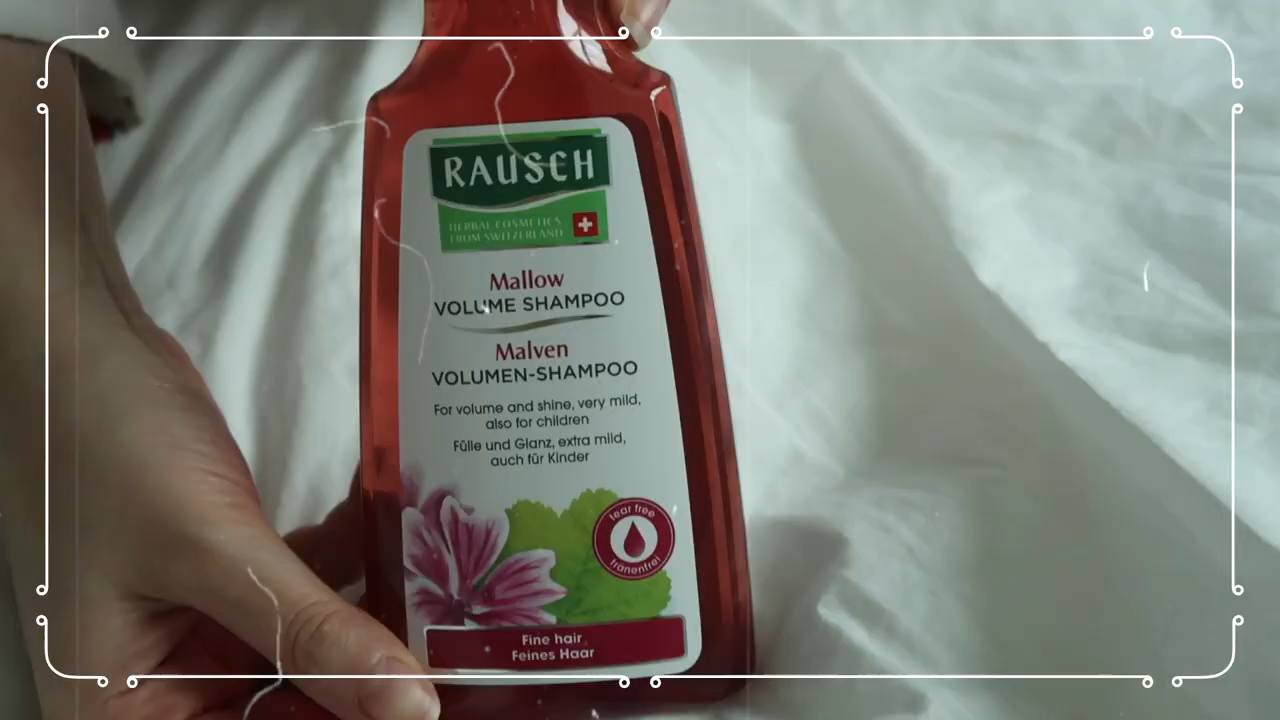 RAUSCH
HERBAL COSMETICS
FROM SWITZERLAND
Mallow
VOLUME SHAMPOO
Malven
VOLUMEN-SHAMPOO
For volume and shine, very mild,
also for children
Fülle und Glanz, extra mild,
auch für Kinder
tear free
tränenfrei
Fine hair
Feines Haar